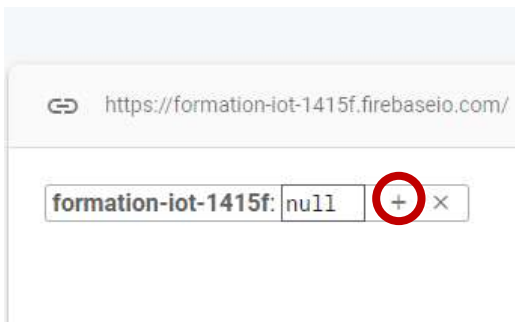 https://formation-iot-1415f.firebaseio.com/
formation-iot-1415f: null + ×